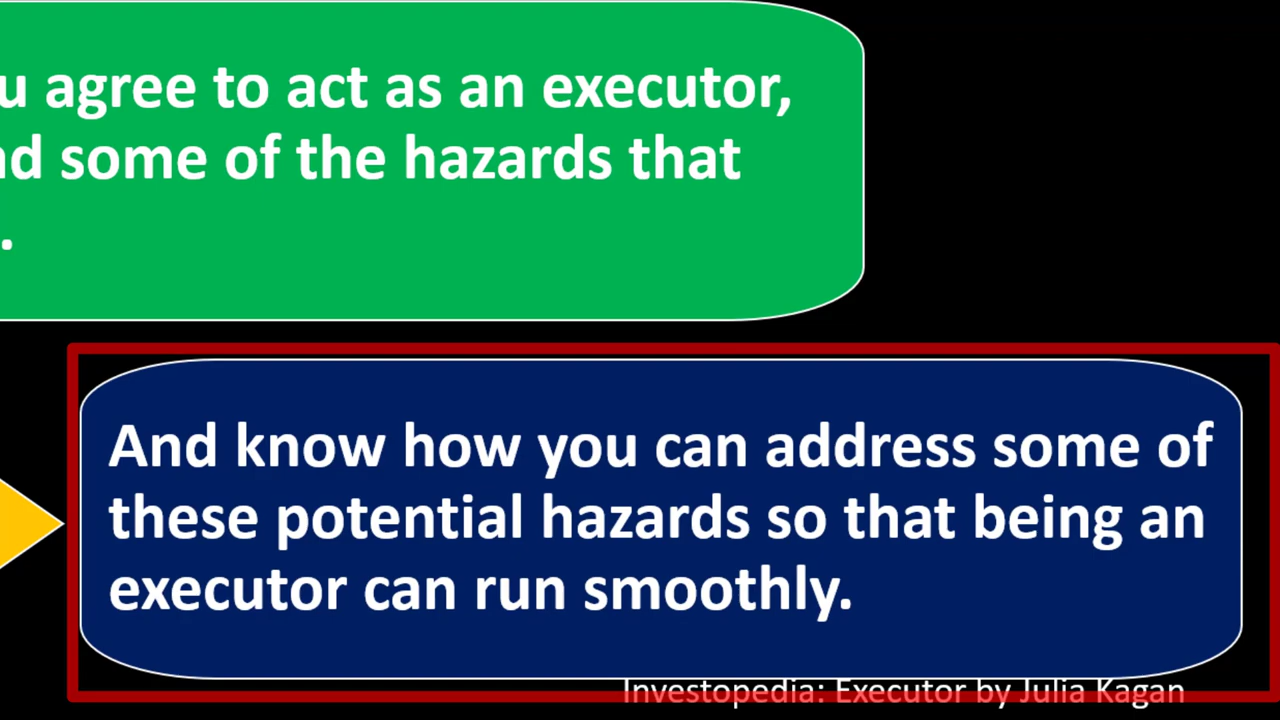 u agree to act as an executor,
nd some of the hazards that
.
And know how you can address some of
these potential hazards so that being an
executor can run smoothly.
Investopedia: Executor by Julia Kagan